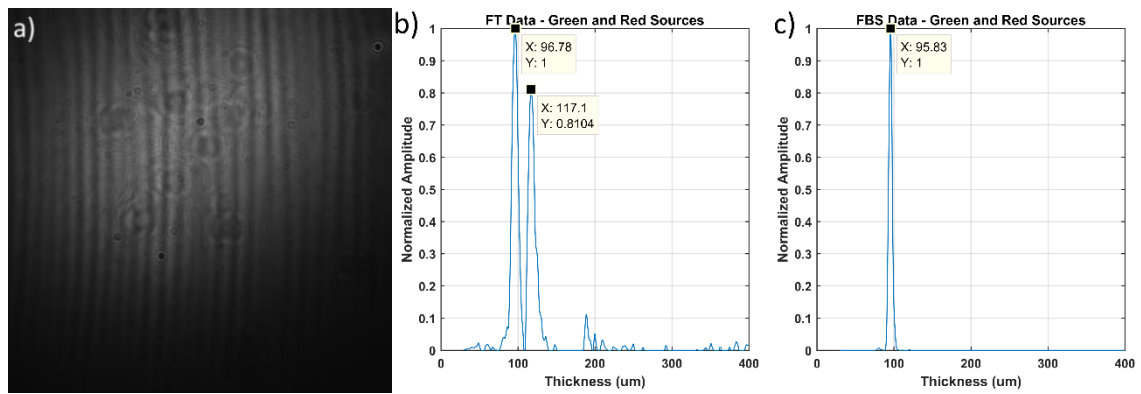 a)
b)
FT Data - Green and Red Sources
X: 96.78
Y: 1
X: 117.1
Y: 0.8104
Normalized Amplitude
1
0.9
0.8
0.7
0.6
0.5
0.4
0.3
0.2
0.1
0
0 100 200 300 400
Thickness (um)
c)
FBS Data - Green and Red Sources
X: 95.83
Y: 1
Normalized Amplitude
1
0.9
0.8
0.7
0.6
0.5
0.4
0.3
0.2
0.1
0
0 100 200 300 400
Thickness (um)